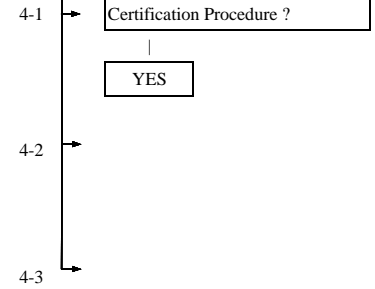 4-1
Certification Procedure ?
YES
4-2
4-3